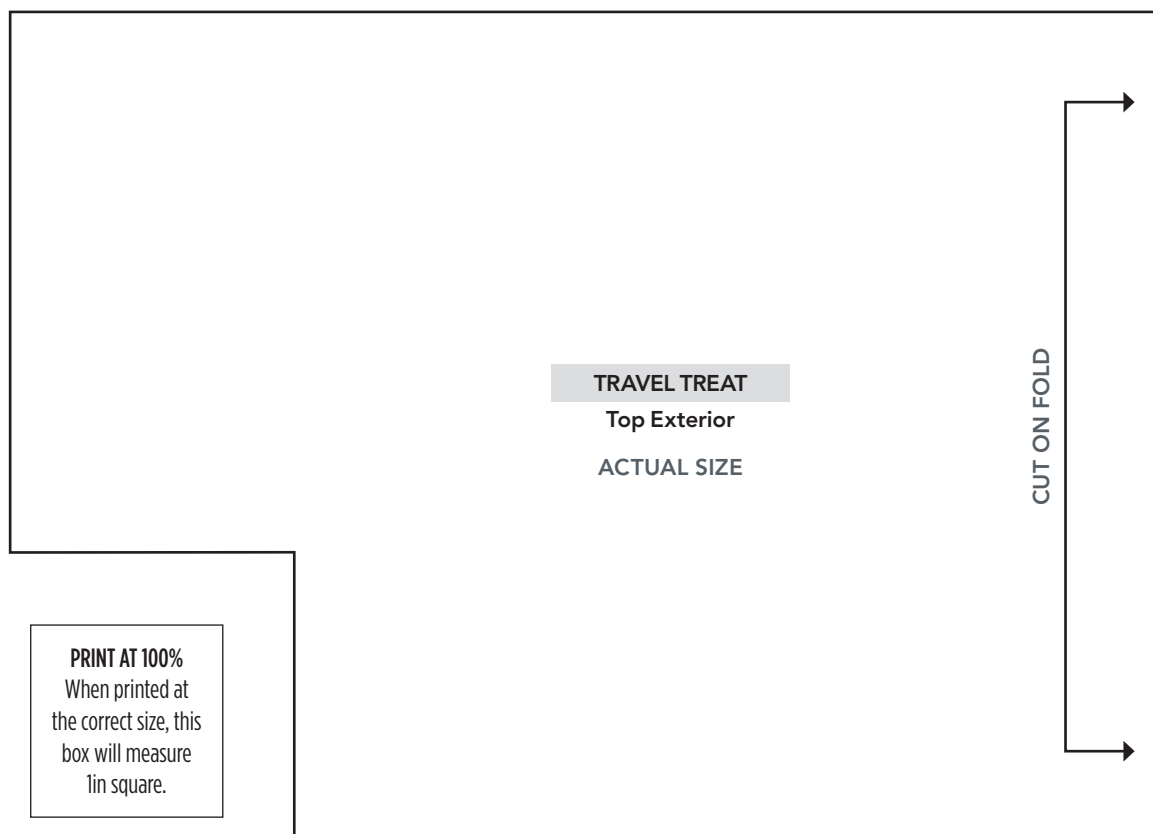 TRAVEL TREAT
Top Exterior
ACTUAL SIZE
CUT ON FOLD
PRINT AT 100%
When printed at
the correct size, this
box will measure
1in square.